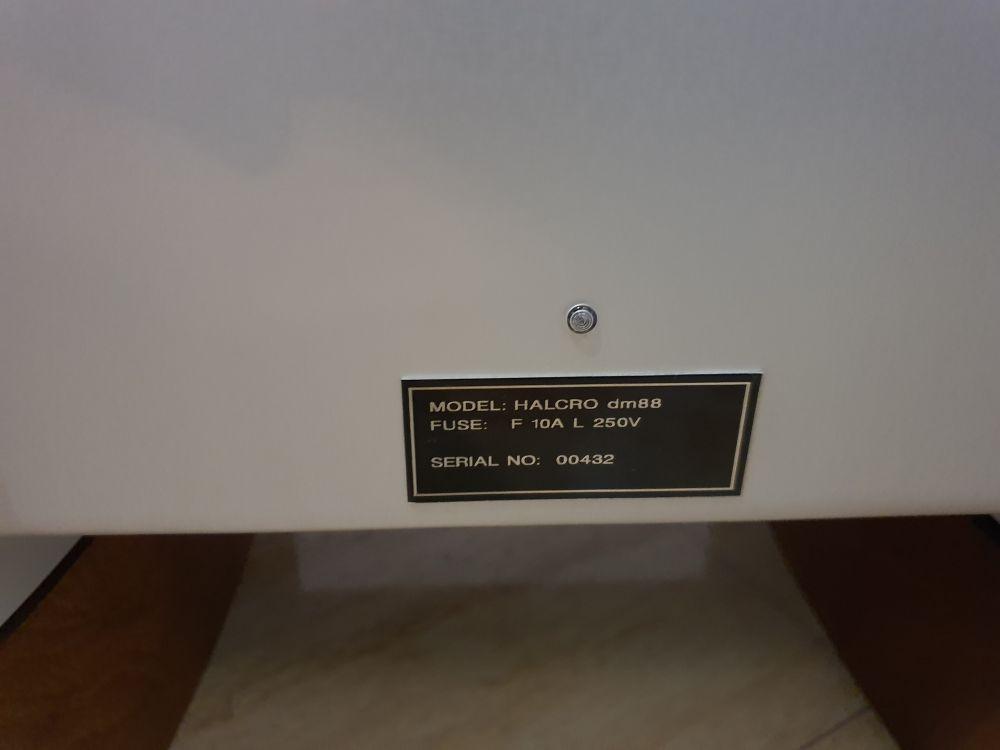 MODEL: HALCRO dm88
FUSE: F 10A L 250V
SERIAL NO: 00432